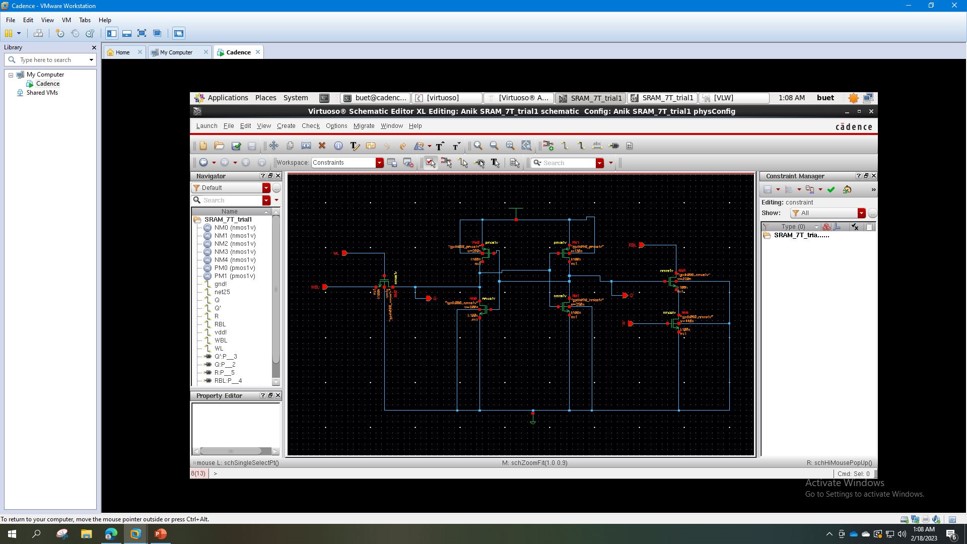 Cadence - VMware Workstation
File Edit View VM Tabs Help
Library
Type here to search
My Computer
Cadence
Shared VMs
Home
My Computer
Cadence
Applications Places System
buet@cadenc...
[virtuoso]
[Virtuoso® A...
SRAM_7T_trial1
SRAM_7T_trial1
[VLW]
1:08 AM
buet
Virtuoso® Schematic Editor XL Editing: Anik SRAM_7T_trial1 schematic Config: Anik SRAM_7T_trial1 physConfig
Launch File Edit View Create Check Options Migrate Window Help
cādence
Workspace: Constraints
Search
Navigator
Default
Search
Name
SRAM_7T_trial1
NM0 (nmos1v)
NM1 (nmos1v)
NM2 (nmos1v)
NM3 (nmos1v)
NM4 (nmos1v)
PM0 (pmos1v)
PM1 (pmos1v)
gnd!
net25
Q
Q'
R
RBL
vdd!
WBL
WL
Q':P__3
Q:P__2
R:P__5
RBL:P__4
Property Editor
Constraint Manager
Editing: constraint
Show: All
Type (0)
SRAM_7T_tria......
mouse L: schSingleSelectPt()
M: schZoomFit(1.0 0.9)
R: schHiMousePopUp()
6(13) >
Cmd: Sel: 0
Activate Windows
Go to Settings to activate Windows.
To return to your computer, move the mouse pointer outside or press Ctrl+Alt.
1:08 AM
2/18/2023